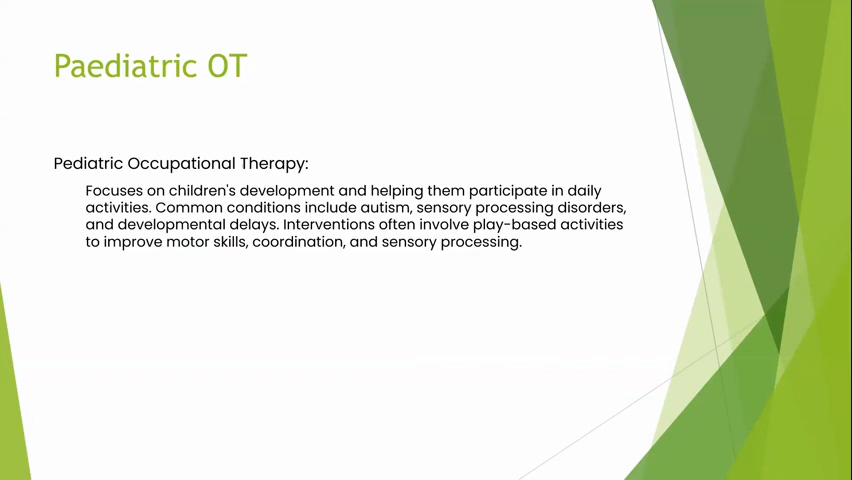 Paediatric OT
Pediatric Occupational Therapy:
Focuses on children's development and helping them participate in daily
activities. Common conditions include autism, sensory processing disorders,
and developmental delays. Interventions often involve play-based activities
to improve motor skills, coordination, and sensory processing.